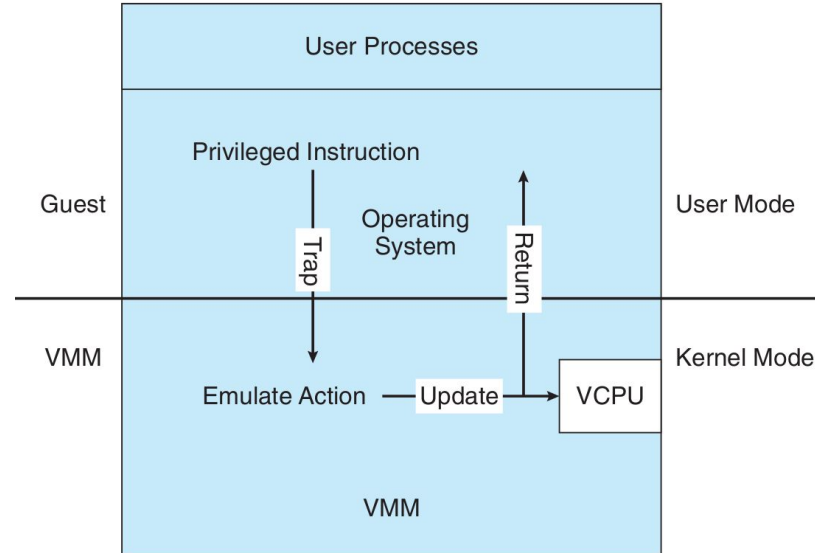 User Processes
Privileged Instruction
Guest
Operating
System
User Mode
Trap
Return
VMM
Kernel Mode
Emulate Action
Update
VCPU
VMM